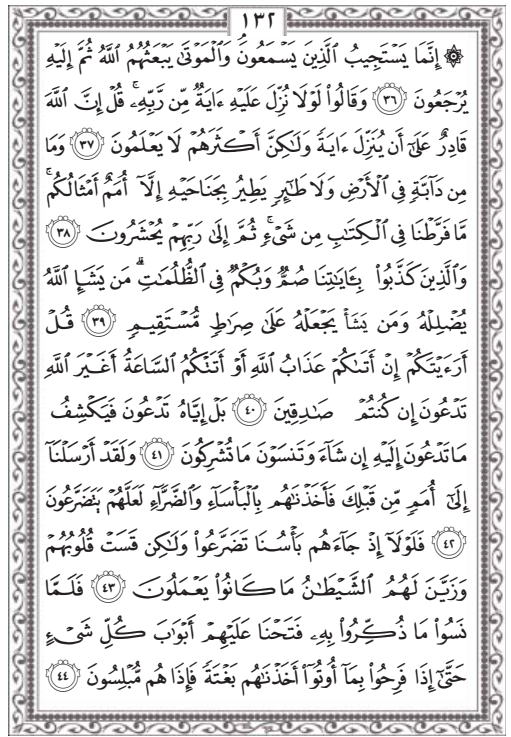 ١٣٢
۞ إِنَّمَا يَسۡتَجِيبُ ٱلَّذِينَ يَسۡمَعُونَۘ وَٱلۡمَوۡتَىٰ يَبۡعَثُهُمُ ٱللَّهُ ثُمَّ إِلَيۡهِ
يُرۡجَعُونَ ٣٦ وَقَالُواْ لَوۡلَا نُزِّلَ عَلَيۡهِ ءَايَةٞ مِّن رَّبِّهِۦۚ قُلۡ إِنَّ ٱللَّهَ
قَادِرٌ عَلَىٰٓ أَن يُنَزِّلَ ءَايَةٗ وَلَٰكِنَّ أَكۡثَرَهُمۡ لَا يَعۡلَمُونَ ٣٧ وَمَا
مِن دَآبَّةٖ فِي ٱلۡأَرۡضِ وَلَا طَٰٓئِرٖ يَطِيرُ بِجَنَاحَيۡهِ إِلَّآ أُمَمٌ أَمۡثَالُكُمۚ
مَّا فَرَّطۡنَا فِي ٱلۡكِتَٰبِ مِن شَيۡءٖۚ ثُمَّ إِلَىٰ رَبِّهِمۡ يُحۡشَرُونَ ٣٨
وَٱلَّذِينَ كَذَّبُواْ بِـَٔايَٰتِنَا صُمّٞ وَبُكۡمٞ فِي ٱلظُّلُمَٰتِۗ مَن يَشَإِ ٱللَّهُ
يُضۡلِلۡهُ وَمَن يَشَأۡ يَجۡعَلۡهُ عَلَىٰ صِرَٰطٖ مُّسۡتَقِيمٖ ٣٩ قُلۡ
أَرَءَيۡتَكُمۡ إِنۡ أَتَىٰكُمۡ عَذَابُ ٱللَّهِ أَوۡ أَتَتۡكُمُ ٱلسَّاعَةُ أَغَيۡرَ ٱللَّهِ
تَدۡعُونَ إِن كُنتُمۡ صَٰدِقِينَ ٤٠ بَلۡ إِيَّاهُ تَدۡعُونَ فَيَكۡشِفُ
مَا تَدۡعُونَ إِلَيۡهِ إِن شَآءَ وَتَنسَوۡنَ مَا تُشۡرِكُونَ ٤١ وَلَقَدۡ أَرۡسَلۡنَآ
إِلَىٰٓ أُمَمٖ مِّن قَبۡلِكَ فَأَخَذۡنَٰهُم بِٱلۡبَأۡسَآءِ وَٱلضَّرَّآءِ لَعَلَّهُمۡ يَتَضَرَّعُونَ
٤٢ فَلَوۡلَآ إِذۡ جَآءَهُم بَأۡسُنَا تَضَرَّعُواْ وَلَٰكِن قَسَتۡ قُلُوبُهُمۡ
وَزَيَّنَ لَهُمُ ٱلشَّيۡطَٰنُ مَا كَانُواْ يَعۡمَلُونَ ٤٣ فَلَمَّا
نَسُواْ مَا ذُكِّرُواْ بِهِۦ فَتَحۡنَا عَلَيۡهِمۡ أَبۡوَٰبَ كُلِّ شَيۡءٍ
حَتَّىٰٓ إِذَا فَرِحُواْ بِمَآ أُوتُوٓاْ أَخَذۡنَٰهُم بَغۡتَةٗ فَإِذَا هُم مُّبۡلِسُونَ ٤٤